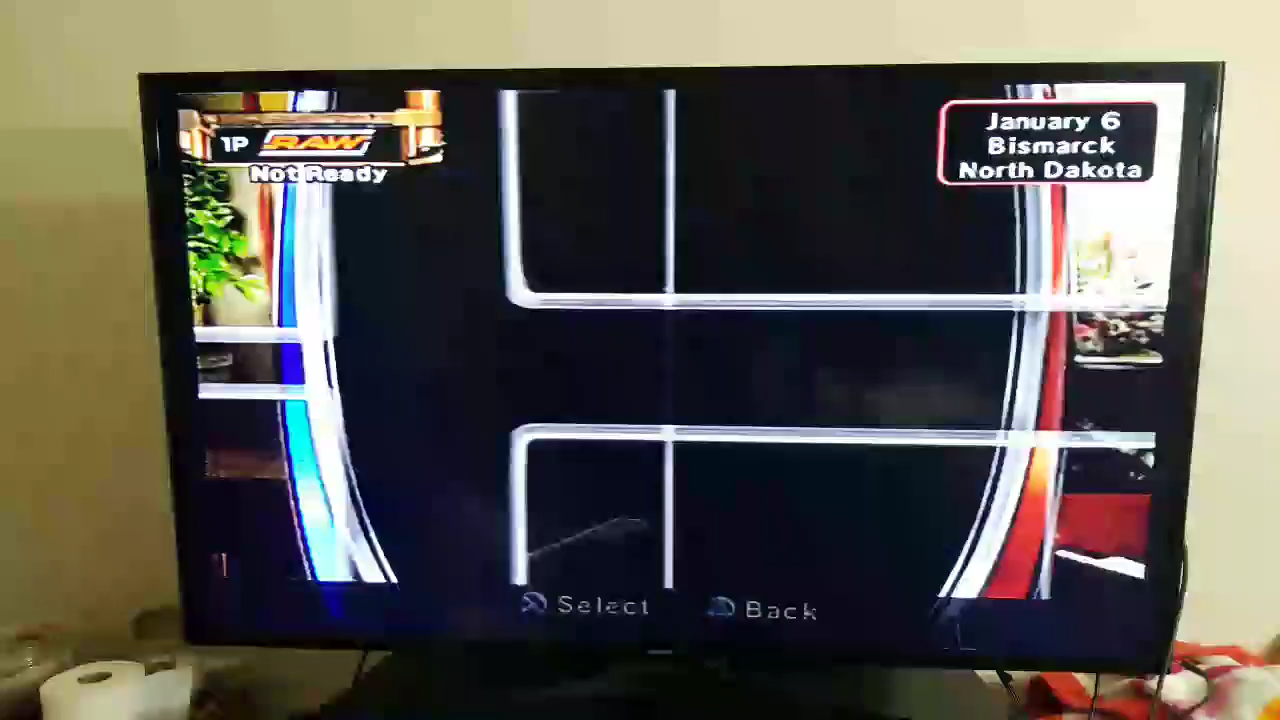 1P RAW
Not Ready
January 6
Bismarck
North Dakota
Select Back